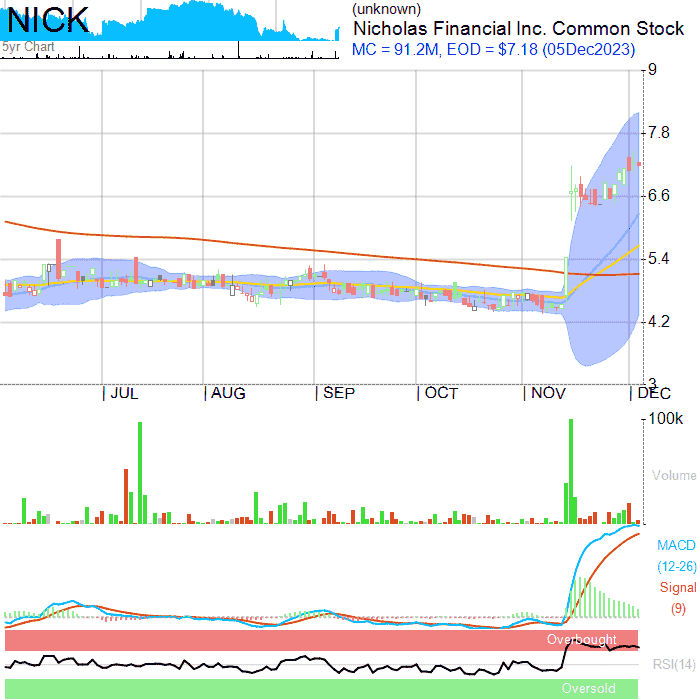 NICK
5yr Chart
(unknown)
Nicholas Financial Inc. Common Stock
MC = 91.2M, EOD = $7.18 (05Dec2023)
9
7.8
6.6
5.4
4.2
3
JUL AUG SEP OCT NOV DEC
100k
Volume
MACD
(12-26)
Signal
(9)
Overbought
RSI(14)
Oversold